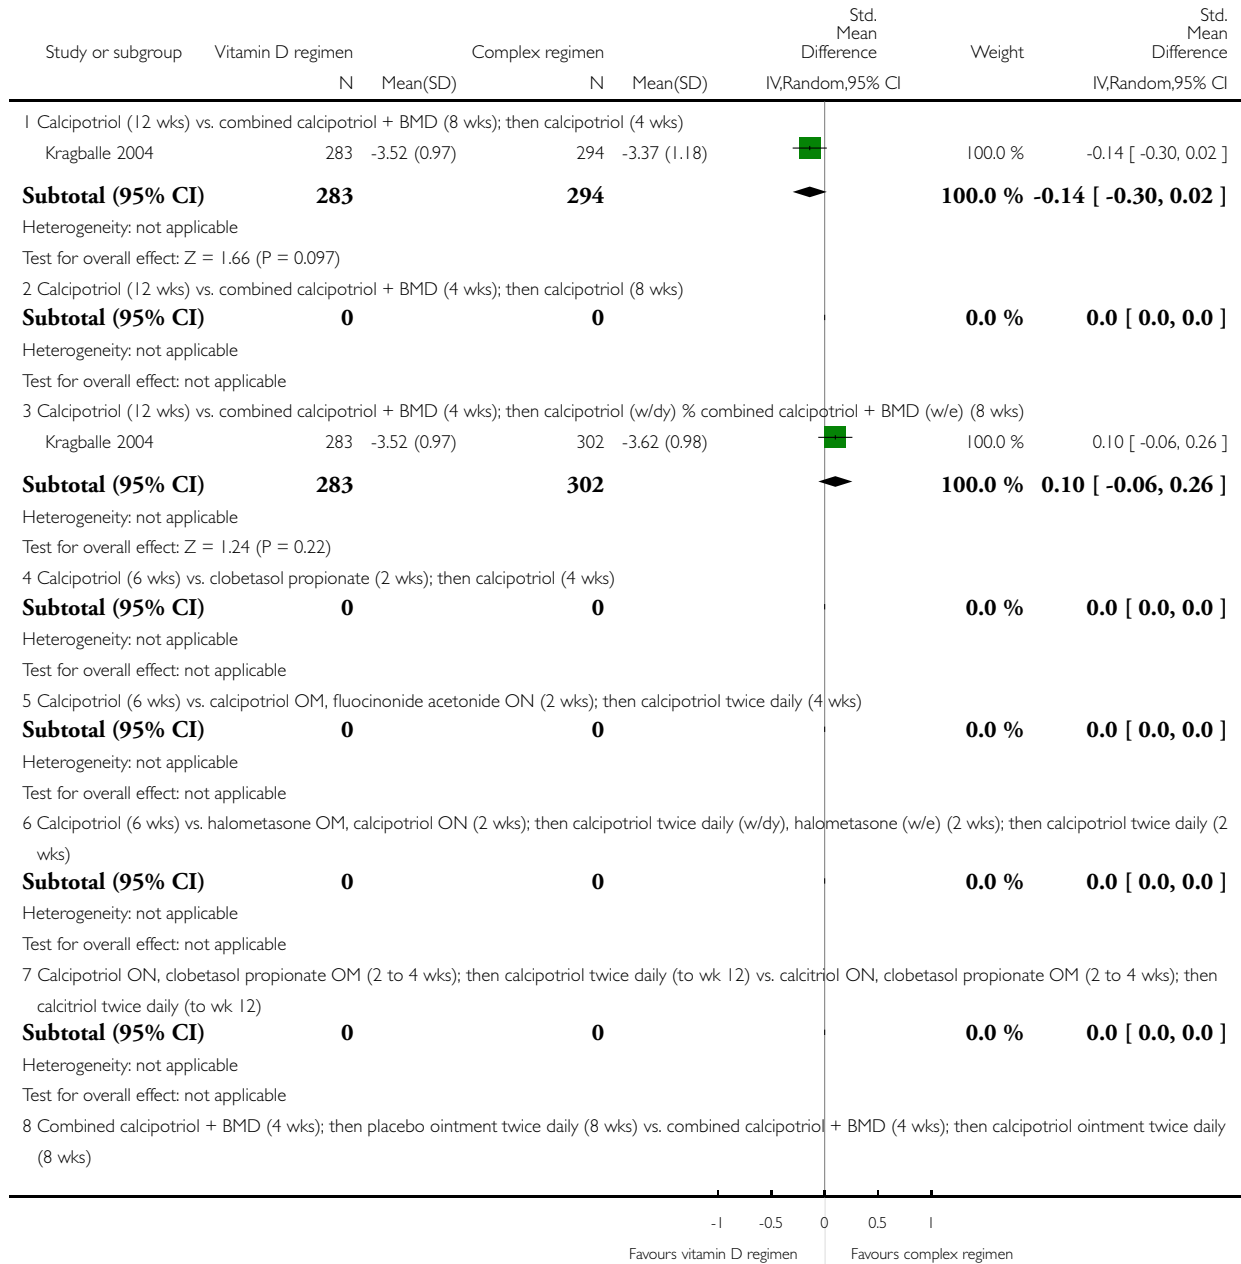 Std.
Mean
Difference
Std.
Mean
Difference
Study or subgroup Vitamin D regimen Complex regimen Weight
N Mean(SD) N Mean(SD) IV,Random,95% CI IV,Random,95% CI
1 Calcipotriol (12 wks) vs. combined calcipotriol + BMD (8 wks); then calcipotriol (4 wks)
Kragballe 2004 283 -3.52 (0.97) 294 -3.37 (1.18) 100.0 % -0.14 [ -0.30, 0.02 ]
Subtotal (95% CI) 283 294 100.0 % -0.14 [ -0.30, 0.02 ]
Heterogeneity: not applicable
Test for overall effect: Z = 1.66 (P = 0.097)
2 Calcipotriol (12 wks) vs. combined calcipotriol + BMD (4 wks); then calcipotriol (8 wks)
Subtotal (95% CI) 0 0 0.0 % 0.0 [ 0.0, 0.0 ]
Heterogeneity: not applicable
Test for overall effect: not applicable
3 Calcipotriol (12 wks) vs. combined calcipotriol + BMD (4 wks); then calcipotriol (w/dy) % combined calcipotriol + BMD (w/e) (8 wks)
Kragballe 2004 283 -3.52 (0.97) 302 -3.62 (0.98) 100.0 % 0.10 [ -0.06, 0.26 ]
Subtotal (95% CI) 283 302 100.0 % 0.10 [ -0.06, 0.26 ]
Heterogeneity: not applicable
Test for overall effect: Z = 1.24 (P = 0.22)
4 Calcipotriol (6 wks) vs. clobetasol propionate (2 wks); then calcipotriol (4 wks)
Subtotal (95% CI) 0 0 0.0 % 0.0 [ 0.0, 0.0 ]
Heterogeneity: not applicable
Test for overall effect: not applicable
5 Calcipotriol (6 wks) vs. calcipotriol OM, fluocinonide acetonide ON (2 wks); then calcipotriol twice daily (4 wks)
Subtotal (95% CI) 0 0 0.0 % 0.0 [ 0.0, 0.0 ]
Heterogeneity: not applicable
Test for overall effect: not applicable
6 Calcipotriol (6 wks) vs. halometasone OM, calcipotriol ON (2 wks); then calcipotriol twice daily (w/dy), halometasone (w/e) (2 wks); then calcipotriol twice daily (2
wks)
Subtotal (95% CI) 0 0 0.0 % 0.0 [ 0.0, 0.0 ]
Heterogeneity: not applicable
Test for overall effect: not applicable
7 Calcipotriol ON, clobetasol propionate OM (2 to 4 wks); then calcipotriol twice daily (to wk 12) vs. calcitriol ON, clobetasol propionate OM (2 to 4 wks); then
calcitriol twice daily (to wk 12)
Subtotal (95% CI) 0 0 0.0 % 0.0 [ 0.0, 0.0 ]
Heterogeneity: not applicable
Test for overall effect: not applicable
8 Combined calcipotriol + BMD (4 wks); then placebo ointment twice daily (8 wks) vs. combined calcipotriol + BMD (4 wks); then calcipotriol ointment twice daily
(8 wks)
-1 -0.5 0 0.5 1
Favours vitamin D regimen Favours complex regimen